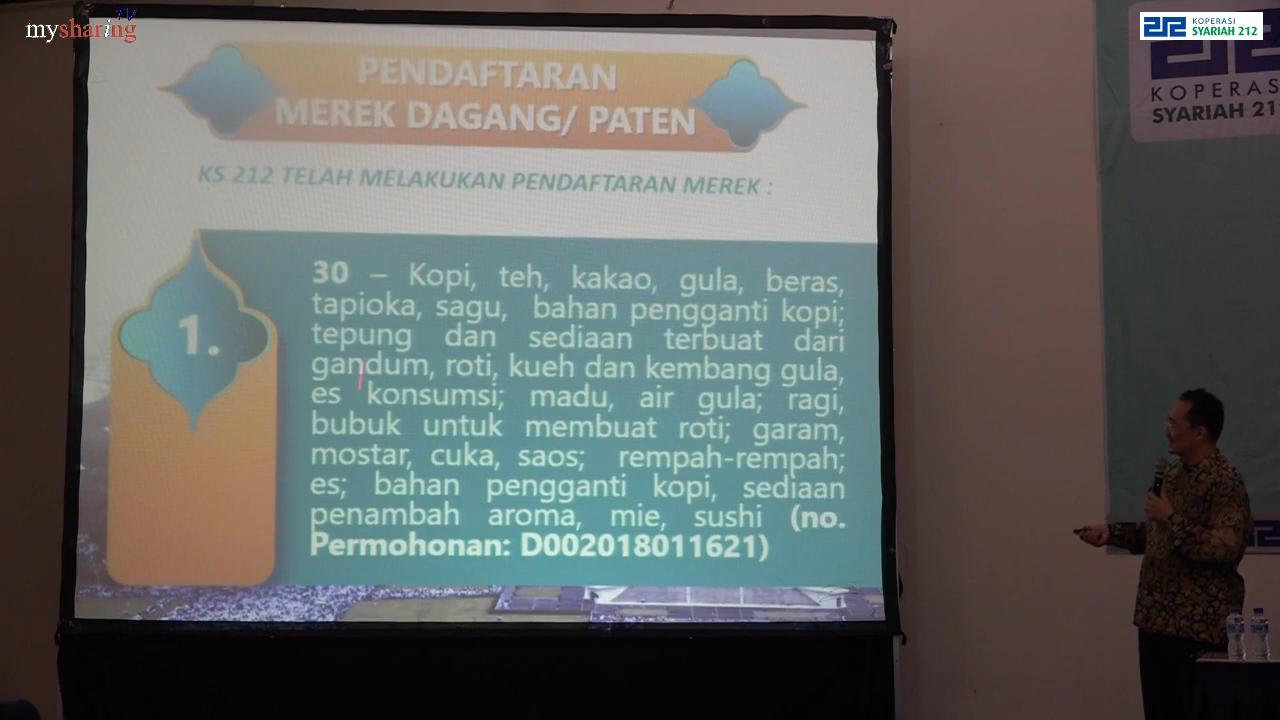 mysharing TV
KOPERASI
SYARIAH 212
KOPERAS
SYARIAH 21
PENDAFTARAN
MEREK DAGANG/ PATEN
KS 212 TELAH MELAKUKAN PENDAFTARAN MEREK :
1.
30 – Kopi, teh, kakao, gula, beras,
tapioka, sagu, bahan pengganti kopi;
tepung dan sediaan terbuat dari
gandum, roti, kueh dan kembang gula,
es konsumsi; madu, air gula; ragi,
bubuk untuk membuat roti; garam,
mostar, cuka, saos; rempah-rempah;
es; bahan pengganti kopi, sediaan
penambah aroma, mie, sushi (no.
Permohonan: D002018011621)